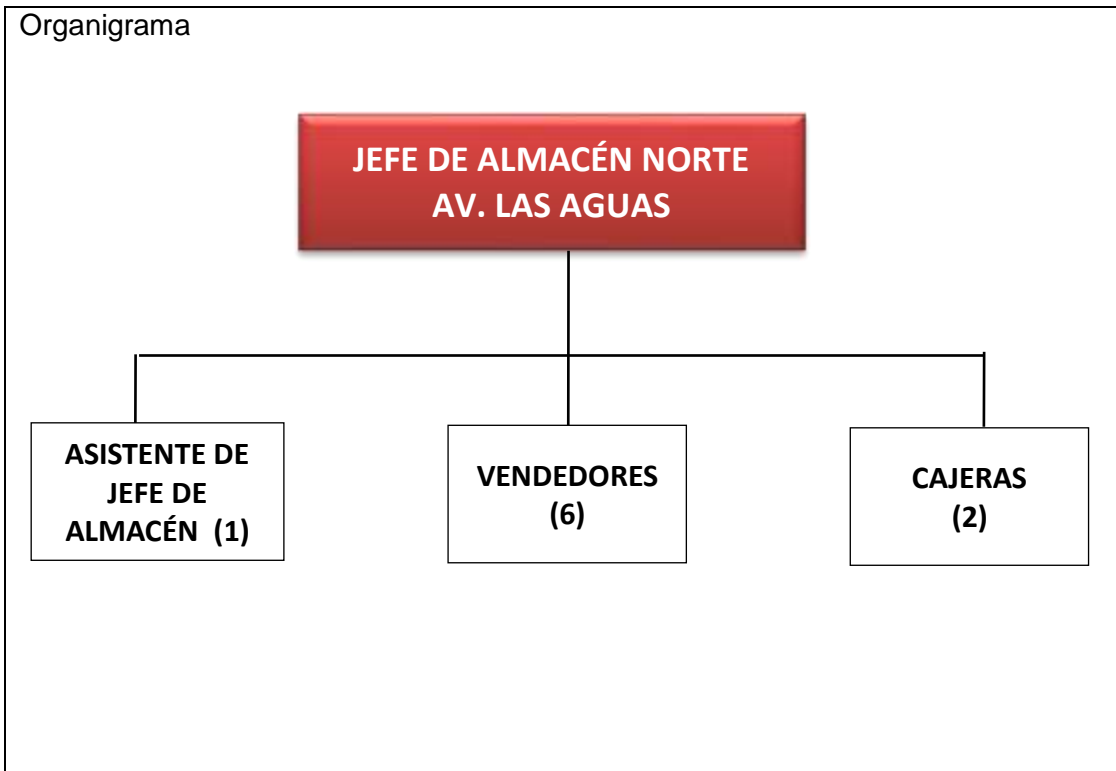 Organigrama
JEFE DE ALMACÉN NORTE
AV. LAS AGUAS
ASISTENTE DE
JEFE DE
ALMACÉN (1)
VENDEDORES
(6)
CAJERAS
(2)